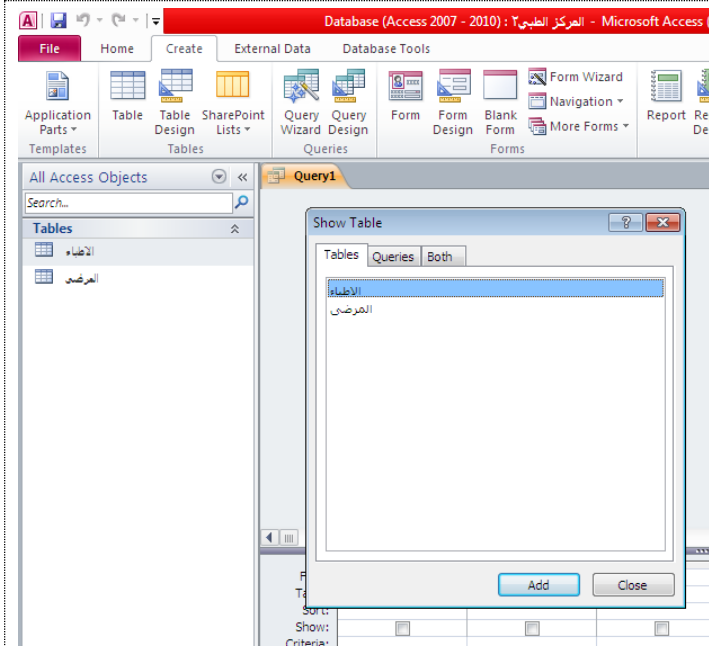 Database (Access 2007 - 2010) : المركز الطبي٢ - Microsoft Access (
File Home Create External Data Database Tools
Application Parts
Table
Table Design
SharePoint Lists
Query Wizard
Query Design
Form
Form Design
Blank Form
Form Wizard
Navigation
More Forms
Report
Templates Tables Queries Forms
All Access Objects
Search...
Tables
الاطباء
المرضى
Query1
Show Table
Tables Queries Both
الاطباء
المرضى
Add Close
Sort:
Show:
Criteria: